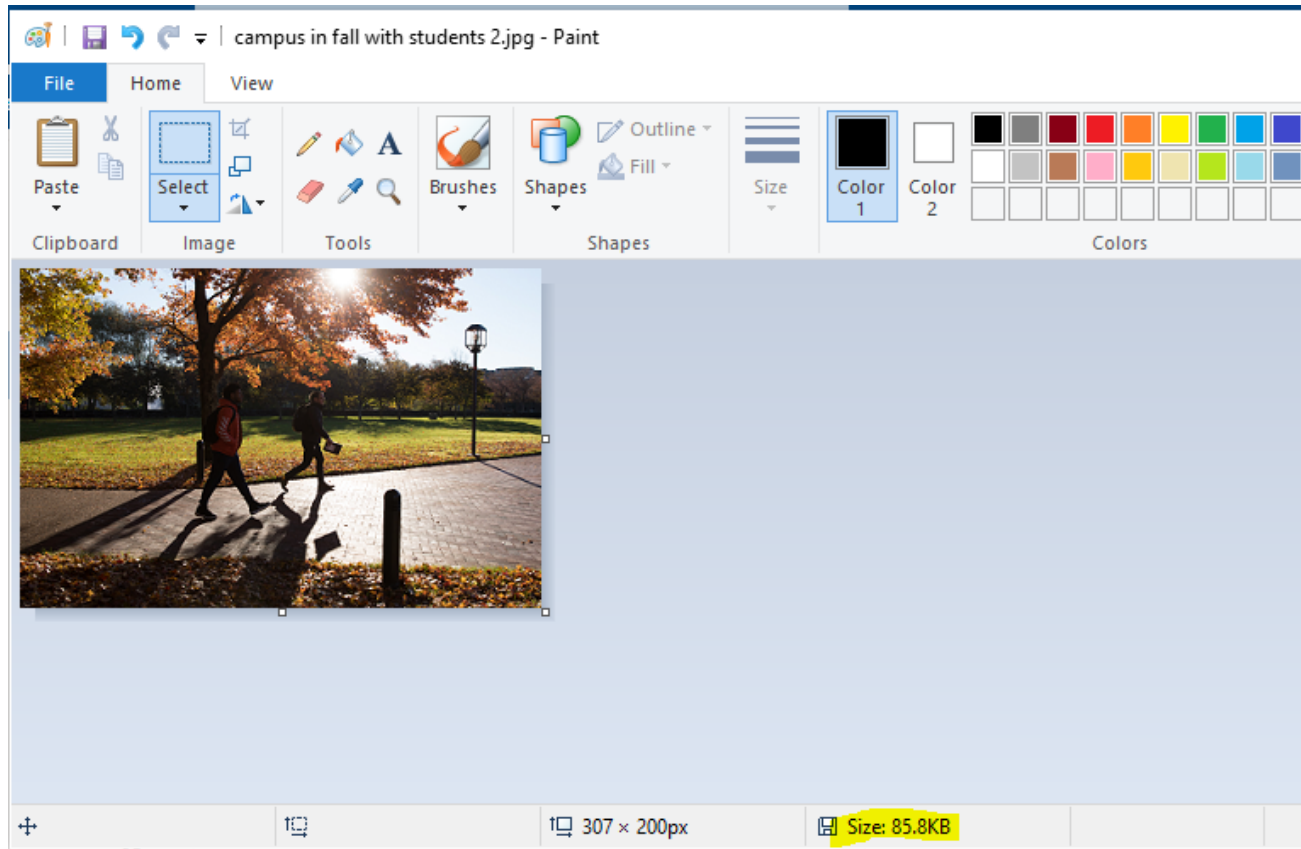 campus in fall with students 2.jpg - Paint
File Home View
Paste
Select
A
Brushes
Shapes
Outline
Fill
Size
Color 1
Color 2
Clipboard Image Tools Shapes Colors
307 × 200px Size: 85.8KB